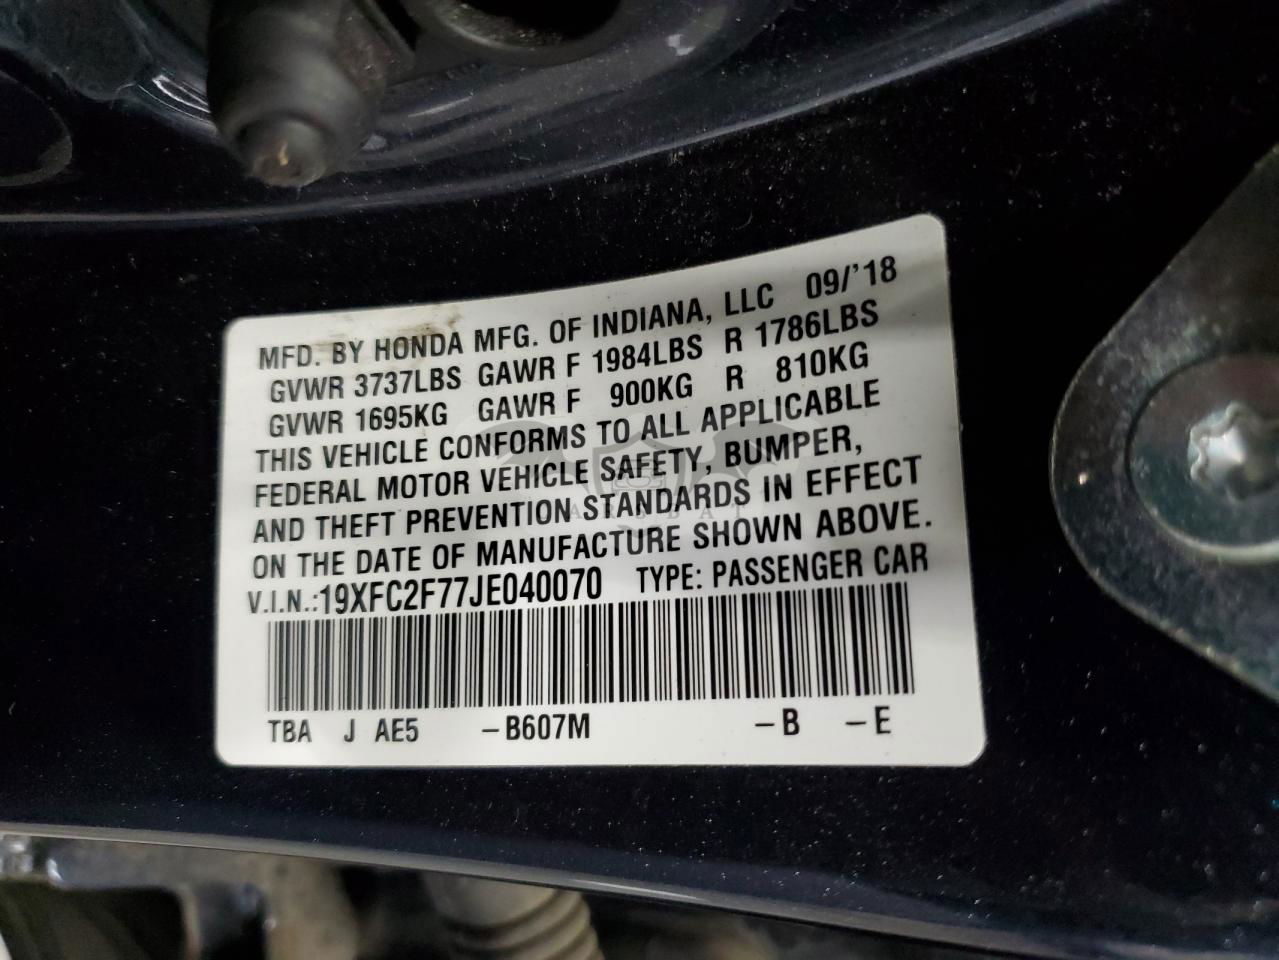 MFD. BY HONDA MFG. OF INDIANA, LLC 09/'18
GVWR 3737LBS GAWR F 1984LBS R 1786LBS
GVWR 1695KG GAWR F 900KG R 810KG
THIS VEHICLE CONFORMS TO ALL APPLICABLE
FEDERAL MOTOR VEHICLE SAFETY, BUMPER,
AND THEFT PREVENTION STANDARDS IN EFFECT
ON THE DATE OF MANUFACTURE SHOWN ABOVE.
V.I.N.:19XFC2F77JE040070 TYPE: PASSENGER CAR
TBA J AE5 -B607M -B -E